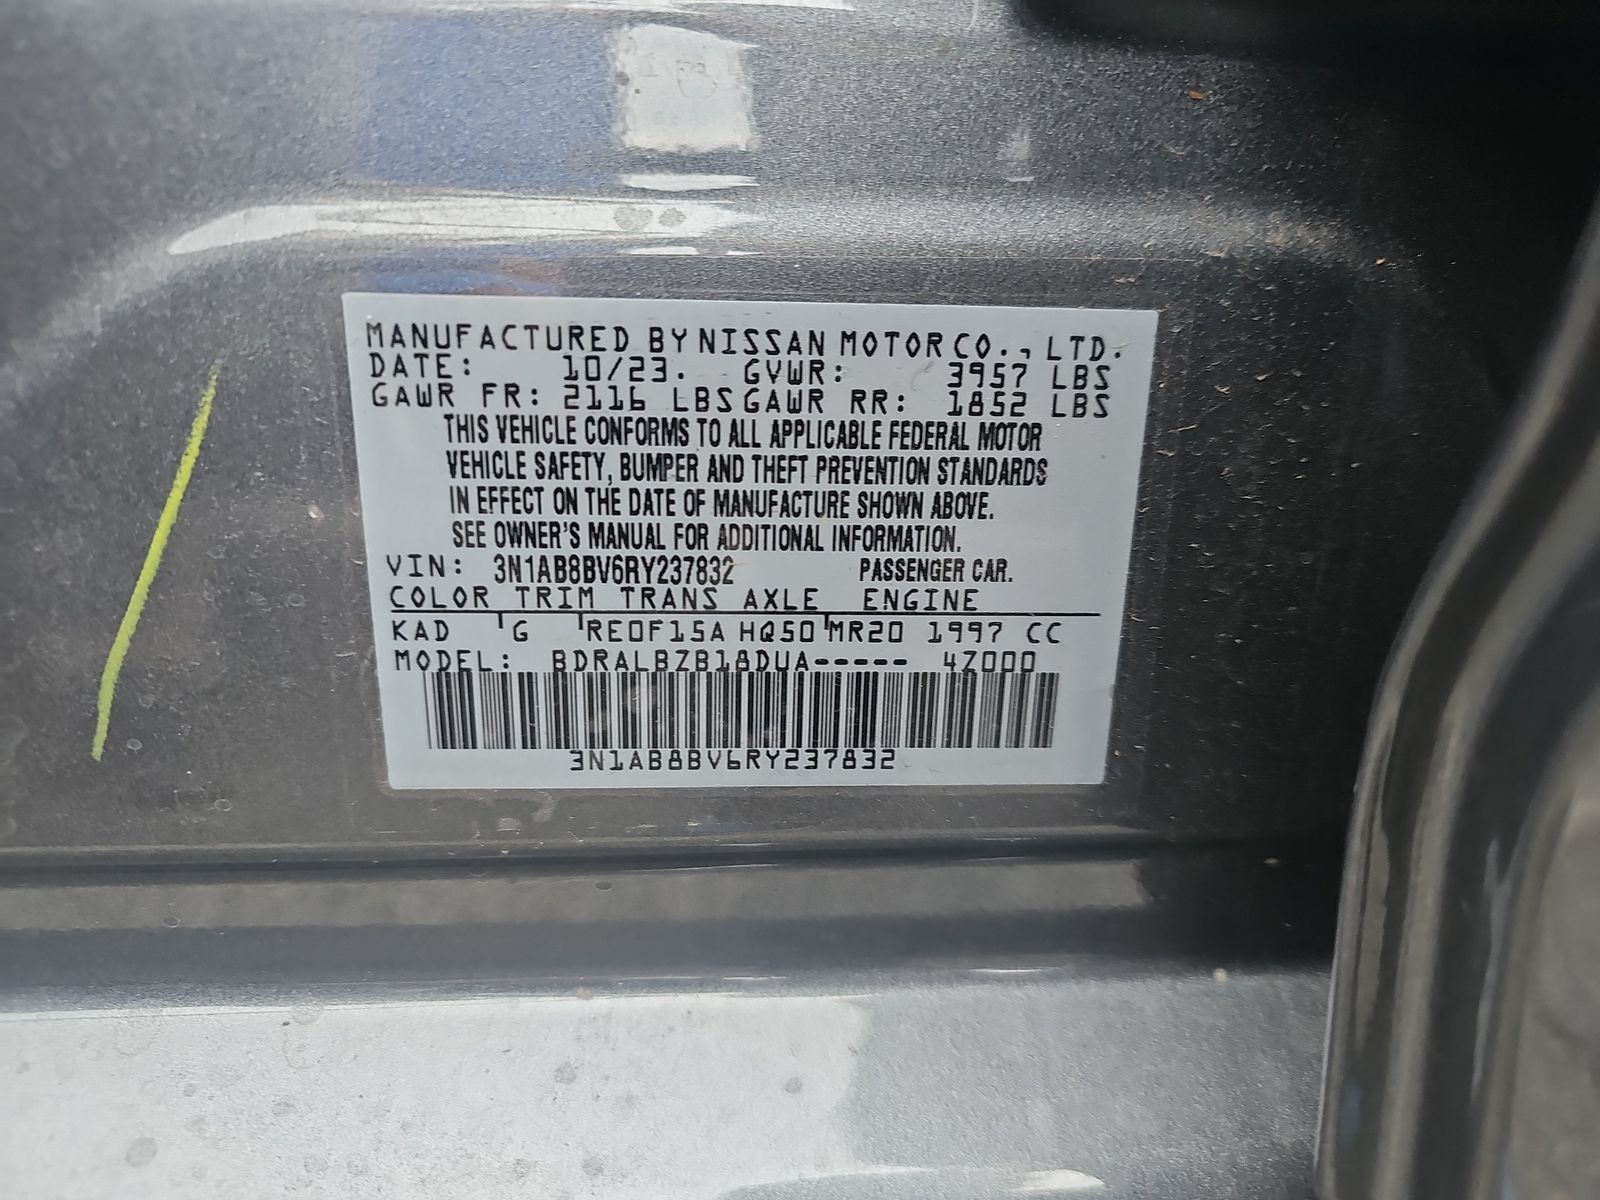 MANUFACTURED BY NISSAN MOTOR CO., LTD.
DATE: 10/23. GVWR: 3957 LBS
GAWR FR: 2116 LBS GAWR RR: 1852 LBS
THIS VEHICLE CONFORMS TO ALL APPLICABLE FEDERAL MOTOR
VEHICLE SAFETY, BUMPER AND THEFT PREVENTION STANDARDS
IN EFFECT ON THE DATE OF MANUFACTURE SHOWN ABOVE.
SEE OWNER'S MANUAL FOR ADDITIONAL INFORMATION.
VIN: 3N1AB8BV6RY237832 PASSENGER CAR.
COLOR TRIM TRANS AXLE ENGINE
KAD G RE0F15A HQ50 MR20 1997 CC
MODEL: BDRALBZB18DUA----- 4Z000
3N1AB8BV6RY237832